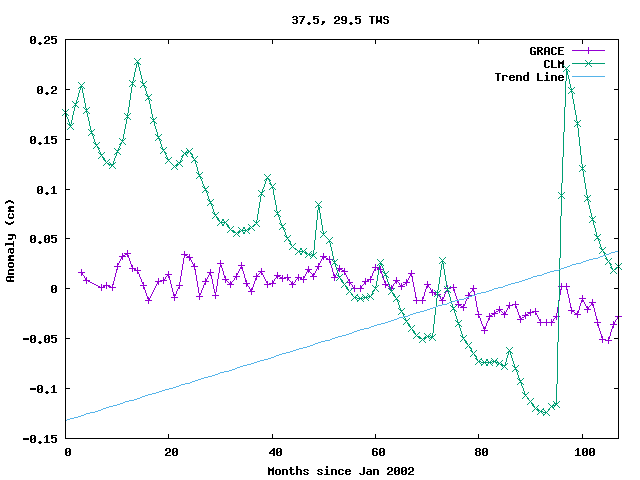 37.5, 29.5 TWS
GRACE
CLM
Trend Line
0.25
0.2
0.15
0.1
0.05
0
-0.05
-0.1
-0.15
Anomaly (cm)
0 20 40 60 80 100
Months since Jan 2002